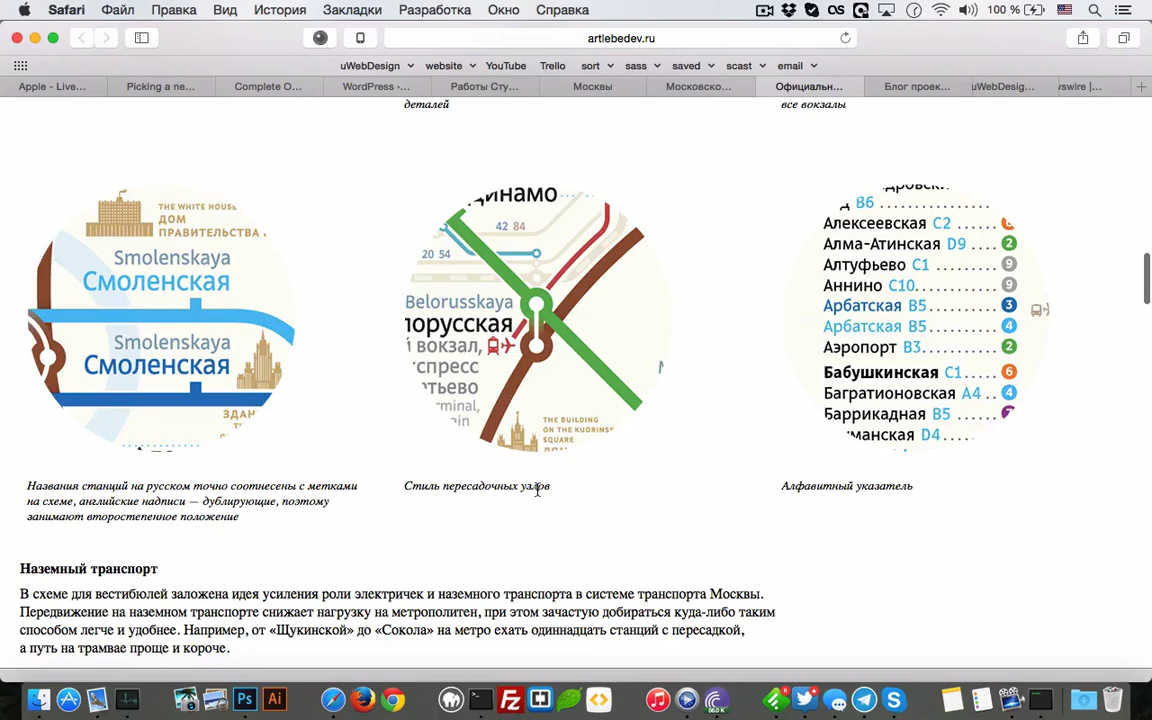 Safari Файл Правка Вид История Закладки Разработка Окно Справка
100 %
artlebedev.ru
uWebDesign website YouTube Trello sort sass saved scast email
Apple - Live... Picking a ne... Complete O... WordPress ‹... Работы Сту... Москвы Московско... Официальн... Блог проек... uWebDesig...
деталей
все вокзалы
THE WHITE HOUSE
ДОМ
ПРАВИТЕЛЬСТВА
Smolenskaya
Смоленская
Smolenskaya
Смоленская
42 84
20 54
Belorusskaya
вокзал,
THE BUILDING
ON THE KUDRINSK
SQUARE
B6
Алексеевская C2
Алма-Атинская D9 .... 2
Алтуфьево C1 ........ 9
Аннино C10........... 9
Арбатская B5 ........ 3
Арбатская B5 ........ 4
Аэропорт B3.......... 2
Бабушкинская C1..... 6
Багратионовская A4 .. 4
Баррикадная B5 .....
D4
Названия станций на русском точно соотнесены с метками
на схеме, английские надписи — дублирующие, поэтому
занимают второстепенное положение
Стиль пересадочных узлов
Алфавитный указатель
Наземный транспорт
В схеме для вестибюлей заложена идея усиления роли электричек и наземного транспорта в системе транспорта Москвы.
Передвижение на наземном транспорте снижает нагрузку на метрополитен, при этом зачастую добираться куда-либо таким
способом легче и удобнее. Например, от «Щукинской» до «Сокола» на метро ехать одиннадцать станций с пересадкой,
а путь на трамвае проще и короче.
Ps Ai